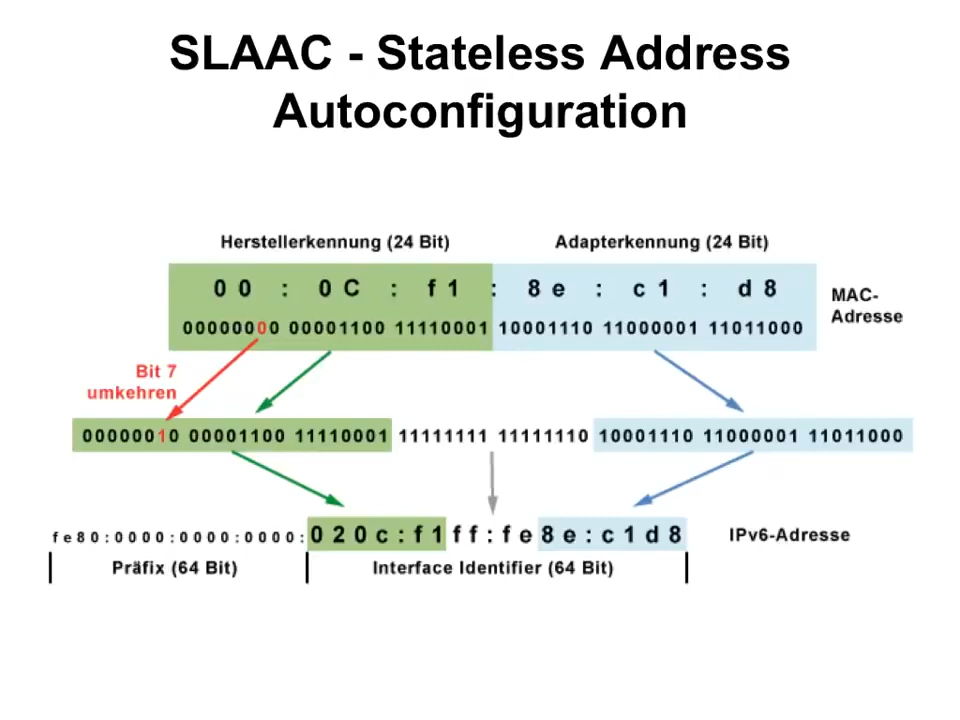 SLAAC - Stateless Address
Autoconfiguration
Herstellerkennung (24 Bit)
Adapterkennung (24 Bit)
00 : 0C : f1 : 8e : c1 : d8
MAC-
Adresse
00000000 00001100 11110001 10001110 11000001 11011000
Bit 7
umkehren
00000010 00001100 11110001 11111111 11111110 10001110 11000001 11011000
fe80:0000:0000:0000:020c:f1ff:fe8e:c1d8
IPv6-Adresse
Präfix (64 Bit)
Interface Identifier (64 Bit)